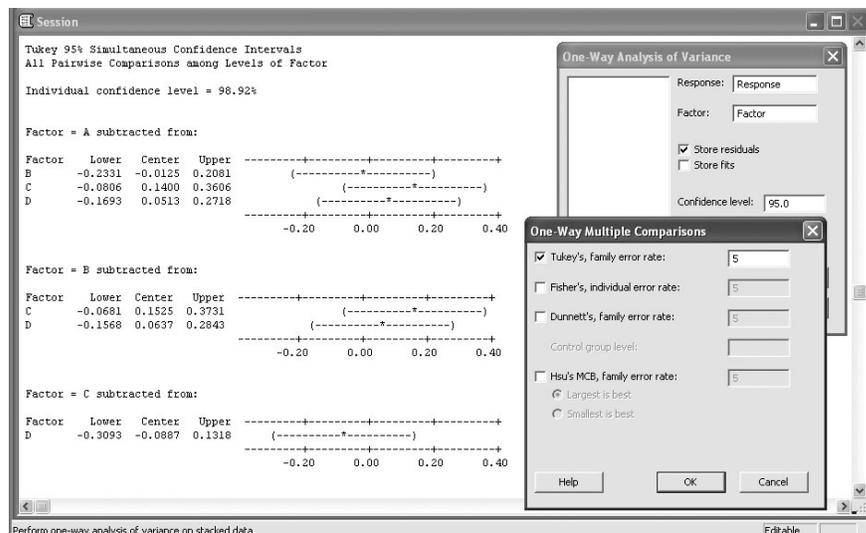 Session
Tukey 95% Simultaneous Confidence Intervals
All Pairwise Comparisons among Levels of Factor
Individual confidence level = 98.92%
Factor = A subtracted from:
Factor Lower Center Upper --------+---------+---------+---------+
B -0.2331 -0.0125 0.2081 (----------*----------)
C -0.0806 0.1400 0.3606 (----------*----------)
D -0.1693 0.0513 0.2718 (----------*----------)
--------+---------+---------+---------+
-0.20 0.00 0.20 0.40
Factor = B subtracted from:
Factor Lower Center Upper --------+---------+---------+---------+
C -0.0681 0.1525 0.3731 (----------*----------)
D -0.1568 0.0637 0.2843 (----------*----------)
--------+---------+---------+---------+
-0.20 0.00 0.20 0.40
Factor = C subtracted from:
Factor Lower Center Upper --------+---------+---------+---------+
D -0.3093 -0.0887 0.1318 (----------*----------)
--------+---------+---------+---------+
-0.20 0.00 0.20 0.40
One-Way Analysis of Variance
Response: Response
Factor: Factor
Store residuals
Store fits
Confidence level: 95.0
One-Way Multiple Comparisons
Tukey's, family error rate: 5
Fisher's, individual error rate: 5
Dunnett's, family error rate: 5
Control group level:
Hsu's MCB, family error rate: 5
Largest is best
Smallest is best
Help OK Cancel
Perform one-way analysis of variance on stacked data Editable